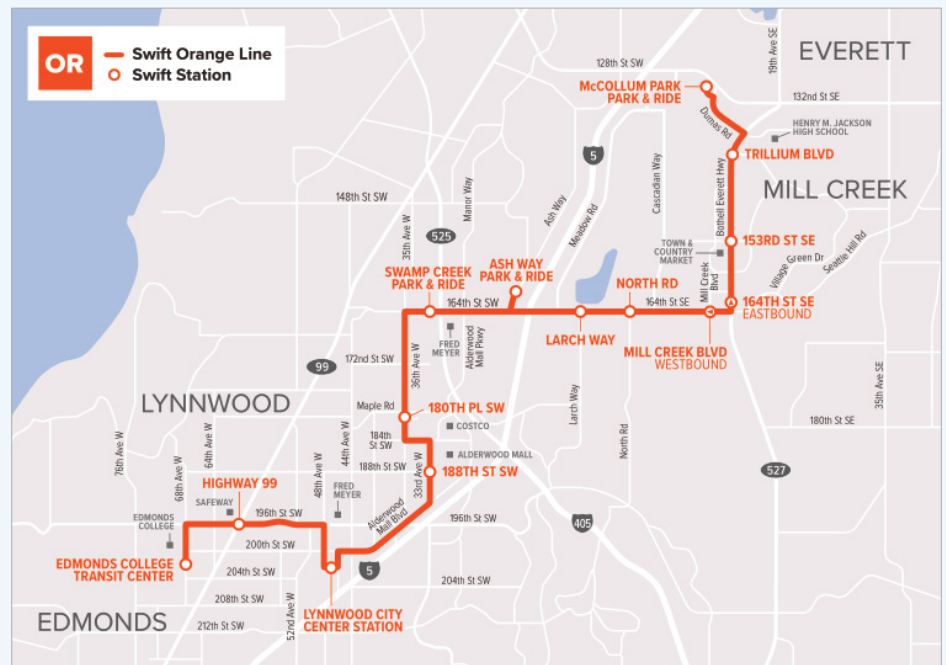 OR
Swift Orange Line
Swift Station
EVERETT
19th Ave SE
128th St SW
McCOLLUM PARK
PARK & RIDE
132nd St SE
Dumas Rd
HENRY M. JACKSON
HIGH SCHOOL
5
TRILLIUM BLVD
Bothell Everett Hwy
Cascadian Way
MILL CREEK
148th St SW
35th Ave W
Manor Way
525
Ash Way
Meadow Rd
153RD ST SE
TOWN &
COUNTRY
MARKET
Village Green Dr
Seattle Hill Rd
Mill Creek
Blvd
SWAMP CREEK
PARK & RIDE
ASH WAY
PARK & RIDE
NORTH RD
164th St SW
164th St SE
164TH ST SE
EASTBOUND
FRED
MEYER
Alderwood
Mall Pkwy
LARCH WAY
MILL CREEK BLVD
WESTBOUND
172nd St SW
36th Ave W
99
LYNNWOOD
Maple Rd
180TH PL SW
COSTCO
Larch Way
North Rd
180th St SE
35th Ave SE
184th
St SW
ALDERWOOD MALL
188th St SW
188TH ST SW
33rd Ave W
527
76th Ave W
68th Ave W
64th Ave W
48th Ave W
44th Ave W
HIGHWAY 99
SAFEWAY
FRED
MEYER
EDMONDS
COLLEGE
196th St SW
Alderwood
Mall Blvd
196th St SW
405
200th St SW
EDMONDS COLLEGE
TRANSIT CENTER
204th St SW
5
204th St SW
208th St SW
52nd Ave W
LYNNWOOD CITY
CENTER STATION
EDMONDS
212th St SW